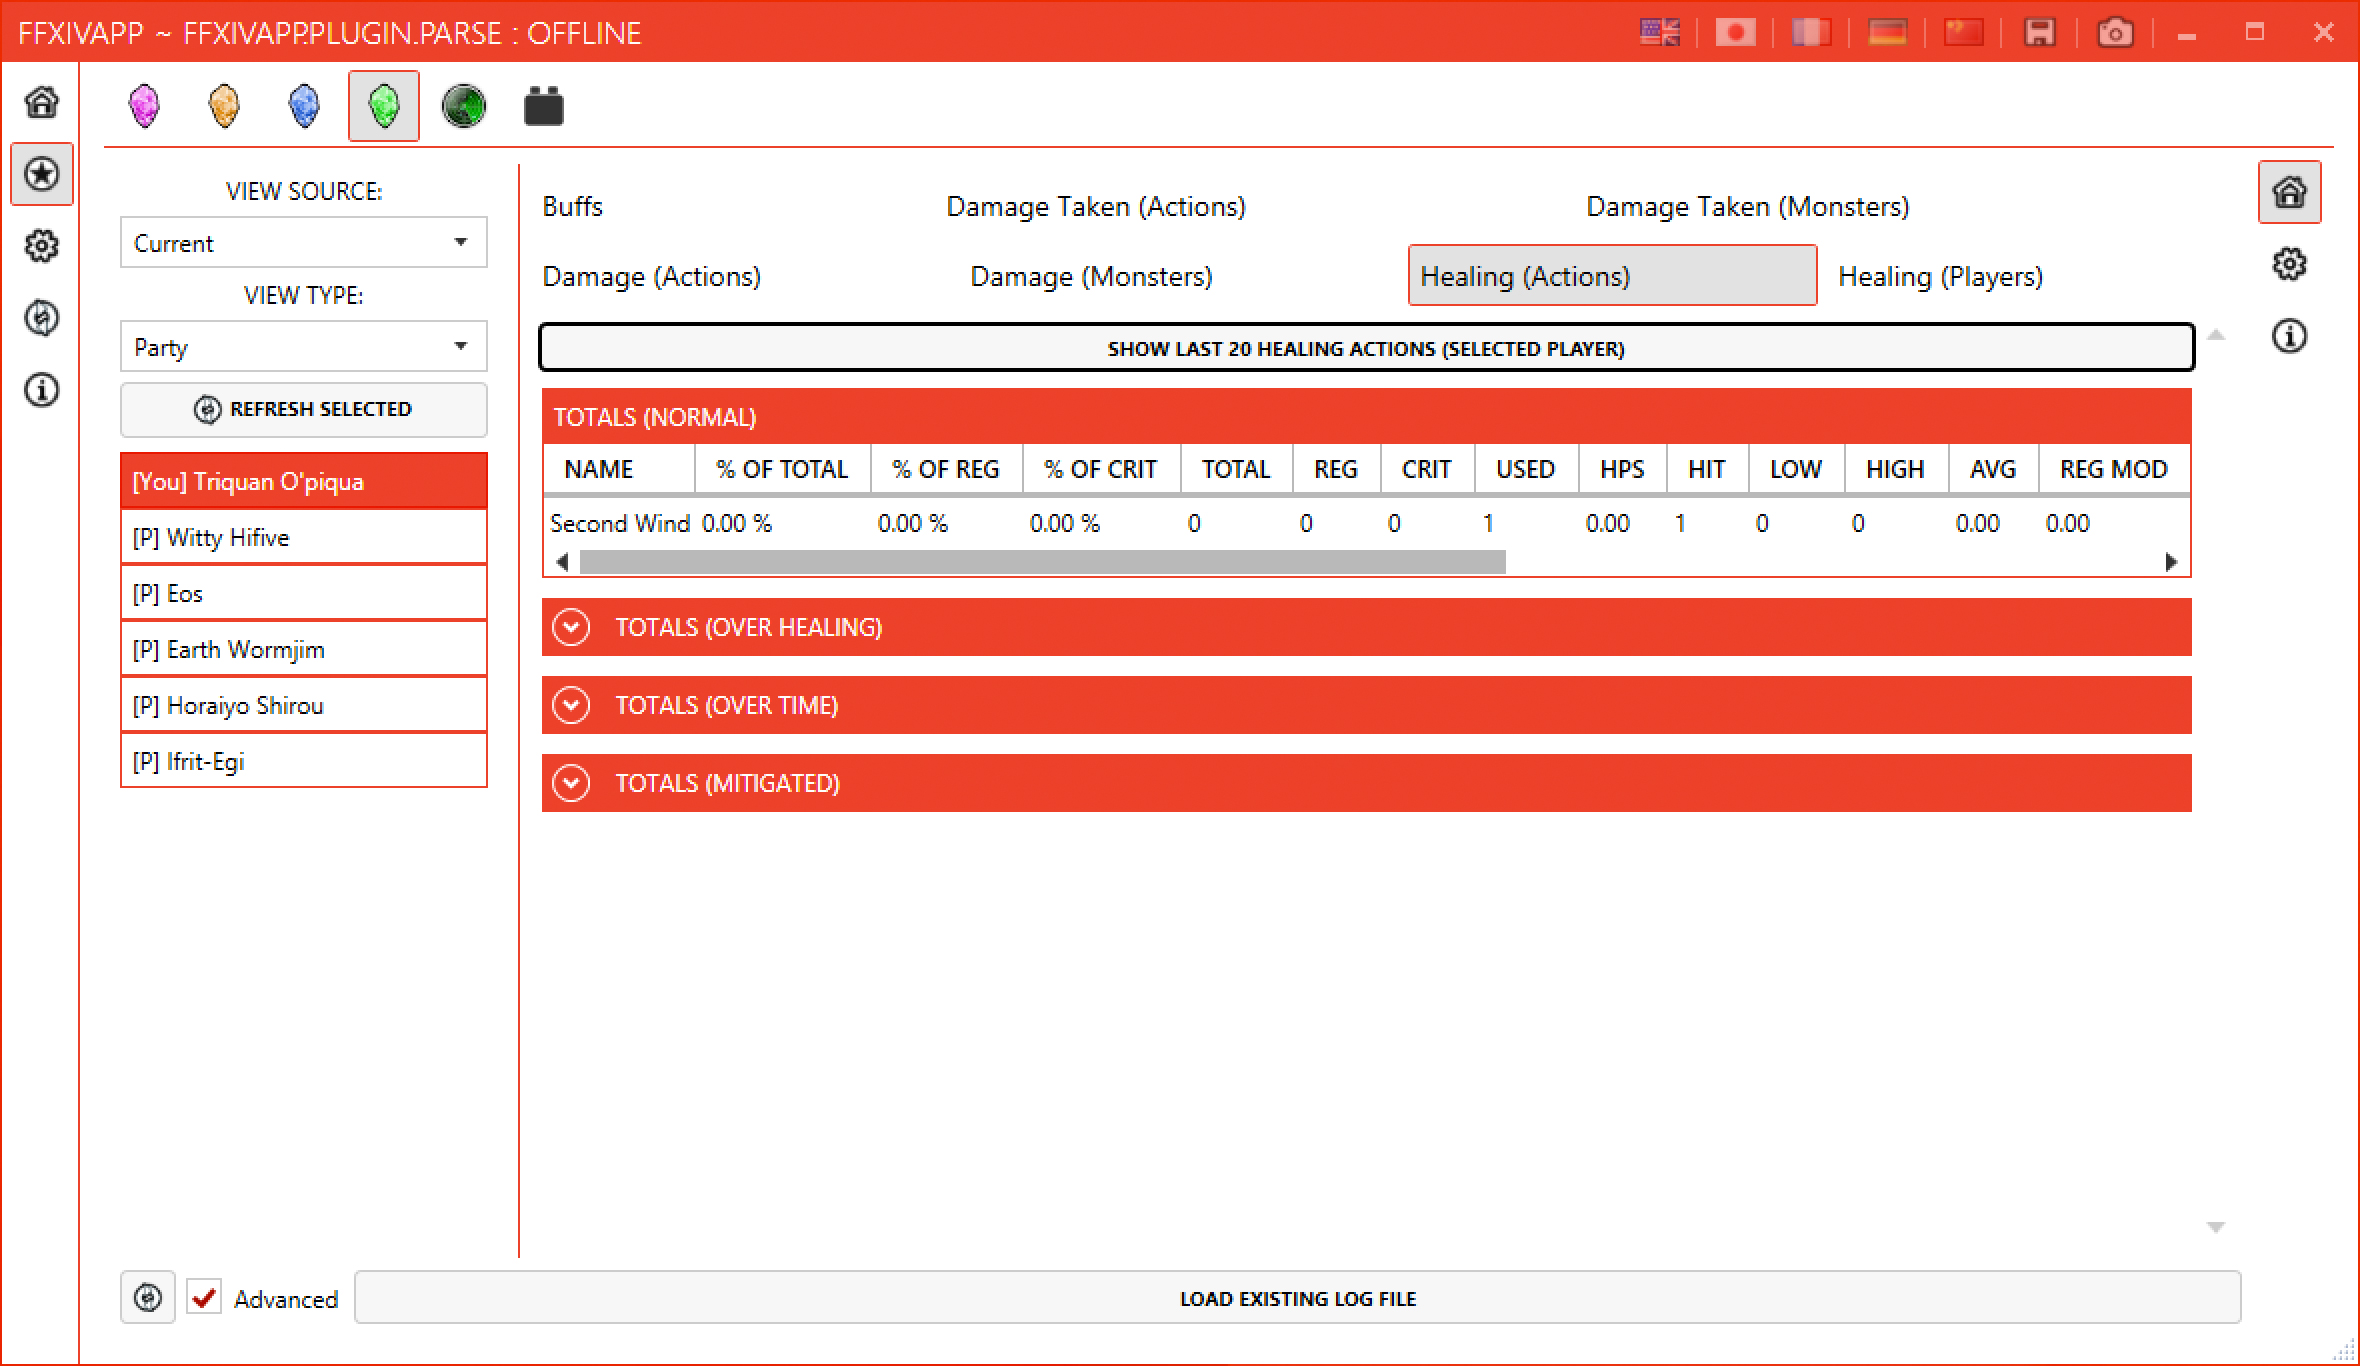 FFXIVAPP ~ FFXIVAPP.PLUGIN.PARSE : OFFLINE
VIEW SOURCE:
Current
VIEW TYPE:
Party
REFRESH SELECTED
[You] Triquan O'piqua
[P] Witty Hifive
[P] Eos
[P] Earth Wormjim
[P] Horaiyo Shirou
[P] Ifrit-Egi
Buffs Damage Taken (Actions) Damage Taken (Monsters)
Damage (Actions) Damage (Monsters) Healing (Actions) Healing (Players)
SHOW LAST 20 HEALING ACTIONS (SELECTED PLAYER)
TOTALS (NORMAL)
NAME % OF TOTAL % OF REG % OF CRIT TOTAL REG CRIT USED HPS HIT LOW HIGH AVG REG MOD
Second Wind 0.00 % 0.00 % 0.00 % 0 0 0 1 0.00 1 0 0 0.00 0.00
TOTALS (OVER HEALING)
TOTALS (OVER TIME)
TOTALS (MITIGATED)
Advanced LOAD EXISTING LOG FILE